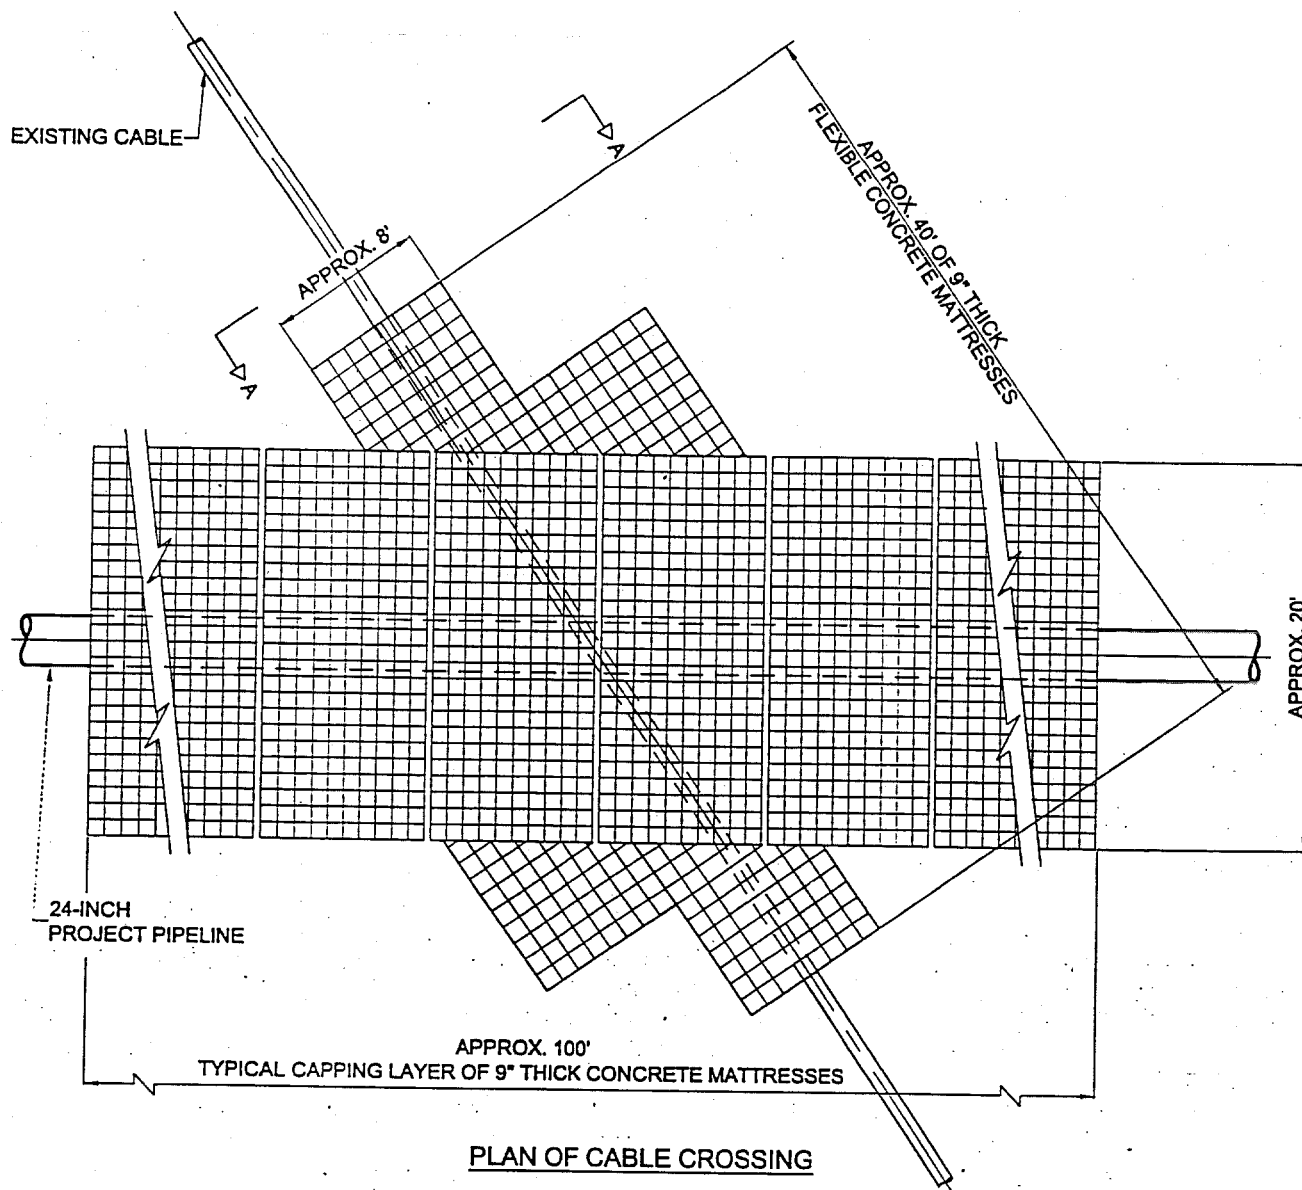 EXISTING CABLE
A
APPROX. 40' OF 9" THICK
FLEXIBLE CONCRETE MATTRESSES
APPROX. 8'
A
APPROX. 20'
24-INCH
PROJECT PIPELINE
APPROX. 100'
TYPICAL CAPPING LAYER OF 9" THICK CONCRETE MATTRESSES
PLAN OF CABLE CROSSING